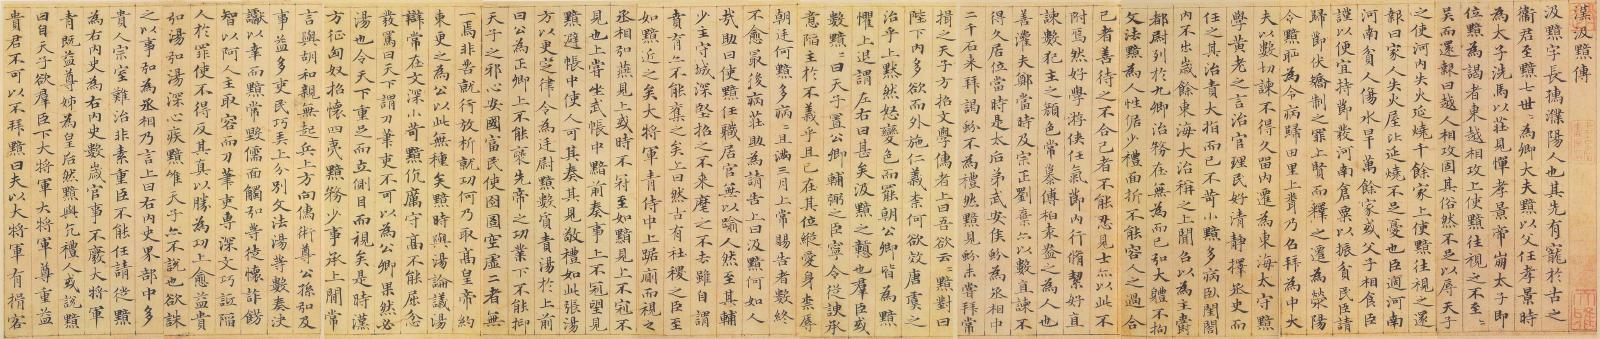 漢汲黯傳
汲黯字長孺濮陽人也其先有寵於古之
衛君至黯七世〻為卿大夫黯以父任孝景時
為太子洗馬以莊見憚孝景帝崩太子即
位黯為謁者東越相攻上使黯往視之不至〻
吳而還報曰越人相攻固其俗然不足以辱天子
之使河內失火延燒千餘家上使黯往視之還
報曰家人失火屋比延燒不足憂也臣過河南
河南貧人傷水旱萬餘家或父子相食臣
謹以便宜持節發河南倉粟以振貧民臣請
歸節伏矯制之罪上賢而釋之遷為滎陽
令黯恥為令病歸田里上聞乃召拜為中大
夫以數切諫不得久留內遷為東海太守黯
學黃老之言治官理民好清靜擇丞史而
任之其治責大指而已不苛小黯多病臥閨閤
內不出歲餘東海大治稱之上聞召以為主爵
都尉列於九卿治務在無為而已弘大體不拘
文法黯為人性倨少禮面折不能容人之過合
己者善待之不合己者不能忍見士亦以此不
附焉然好學游俠任氣節內行脩絜好直
諫數犯主之顏色常慕傅柏袁盎之為人也
善灌夫鄭當時及宗正劉棄亦以數直諫不
得久居位當時是太后弟武安侯蚡為丞相中
二千石来拜謁蚡不為禮然黯見蚡未嘗拜常
揖之天子方招文學儒者上曰吾欲云〻黯對曰
陛下內多欲而外施仁義柰何欲效唐虞之
治乎上黙然怒變色而罷朝公卿皆為黯
懼上退謂左右曰甚矣汲黯之戇也羣臣或
數黯〻曰天子置公卿輔弼之臣寧令從諛承
意陷主於不義乎且已在其位縱愛身柰辱
朝廷何黯多病〻且滿三月上常賜告者數終
不愈最後病莊助為請告上曰汲黯何如人
哉助曰使黯任職居官無以踰人然至其輔
少主守城深堅招之不来麾之不去雖自謂
賁育亦不能奪之矣上曰然古有社稷之臣至
如黯近之矣大將軍青侍中上踞廁而視之
丞相弘燕見上或時不冠至如黯見上不冠不
見也上嘗坐武帳中黯前奏事上不冠望見
黯避帳中使人可其奏其見敬禮如此張湯
方以更定律令為廷尉黯數質責湯於上前
曰公為正卿上不能褒先帝之功業下不能抑
天子之邪心安國富民使囹圄空虛二者無
一焉非苦就行放析就功何乃取高皇帝約
束更之為公以此無種矣黯時與湯論議湯
辯常在文深小苛黯伉厲守高不能屈忿
發罵曰天下謂刀筆吏不可以為公卿果然必
湯也令天下重足而立側目而視矣是時漢
方征匈奴招懷四夷黯務少事承上閒常
言與胡和親無起兵上方向儒術尊公孫弘及
事益多吏民巧弄上分別文法湯等數奏決
讞以幸而黯常毀儒面觸弘等徒懷詐飾
智以阿人主取容而刀筆吏專深文巧詆陷
人於罪使不得反其真以勝為功上愈益貴
弘湯弘湯深心疾黯雖天子亦不說也欲誅
之以事弘為丞相乃言上曰右內史界部中多
貴人宗室難治非素重臣不能任請徙黯
為右內史為右內史數歲官事不廢大將軍
青既益尊姊為皇后然黯與亢禮人或說黯
曰自天子欲羣臣下大將軍大將軍尊重益
貴君不可以不拜黯曰夫以大將軍有揖客